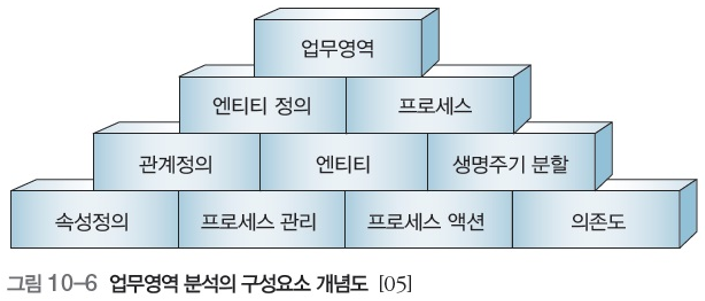 업무영역
엔티티 정의 프로세스
관계정의 엔티티 생명주기 분할
속성정의 프로세스 관리 프로세스 액션 의존도
그림 10-6 업무영역 분석의 구성요소 개념도 [05]